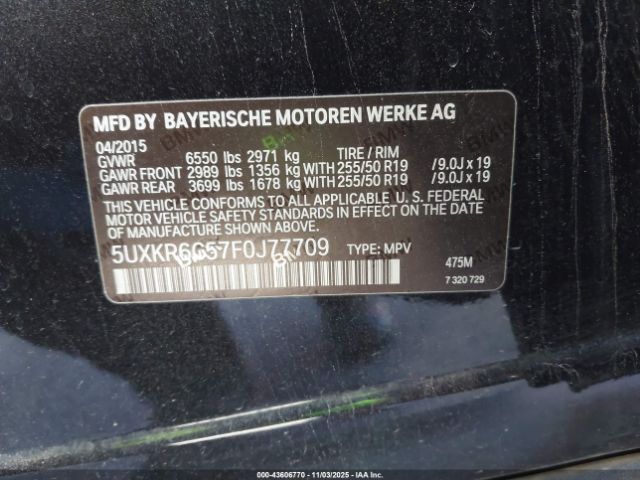 MFD BY BAYERISCHE MOTOREN WERKE AG
04/2015
GVWR 6550 lbs 2971 kg TIRE / RIM
GAWR FRONT 2989 lbs 1356 kg WITH 255/50 R19 /9.0J x 19
GAWR REAR 3699 lbs 1678 kg WITH 255/50 R19 /9.0J x 19
THIS VEHICLE CONFORMS TO ALL APPLICABLE U. S. FEDERAL
MOTOR VEHICLE SAFETY STANDARDS IN EFFECT ON THE DATE
OF MANUFACTURE SHOWN ABOVE.
5UXKR6C57F0J77709 TYPE: MPV
475M
7 320 729
000-43606770 - 11/03/2025 - IAA Corp.